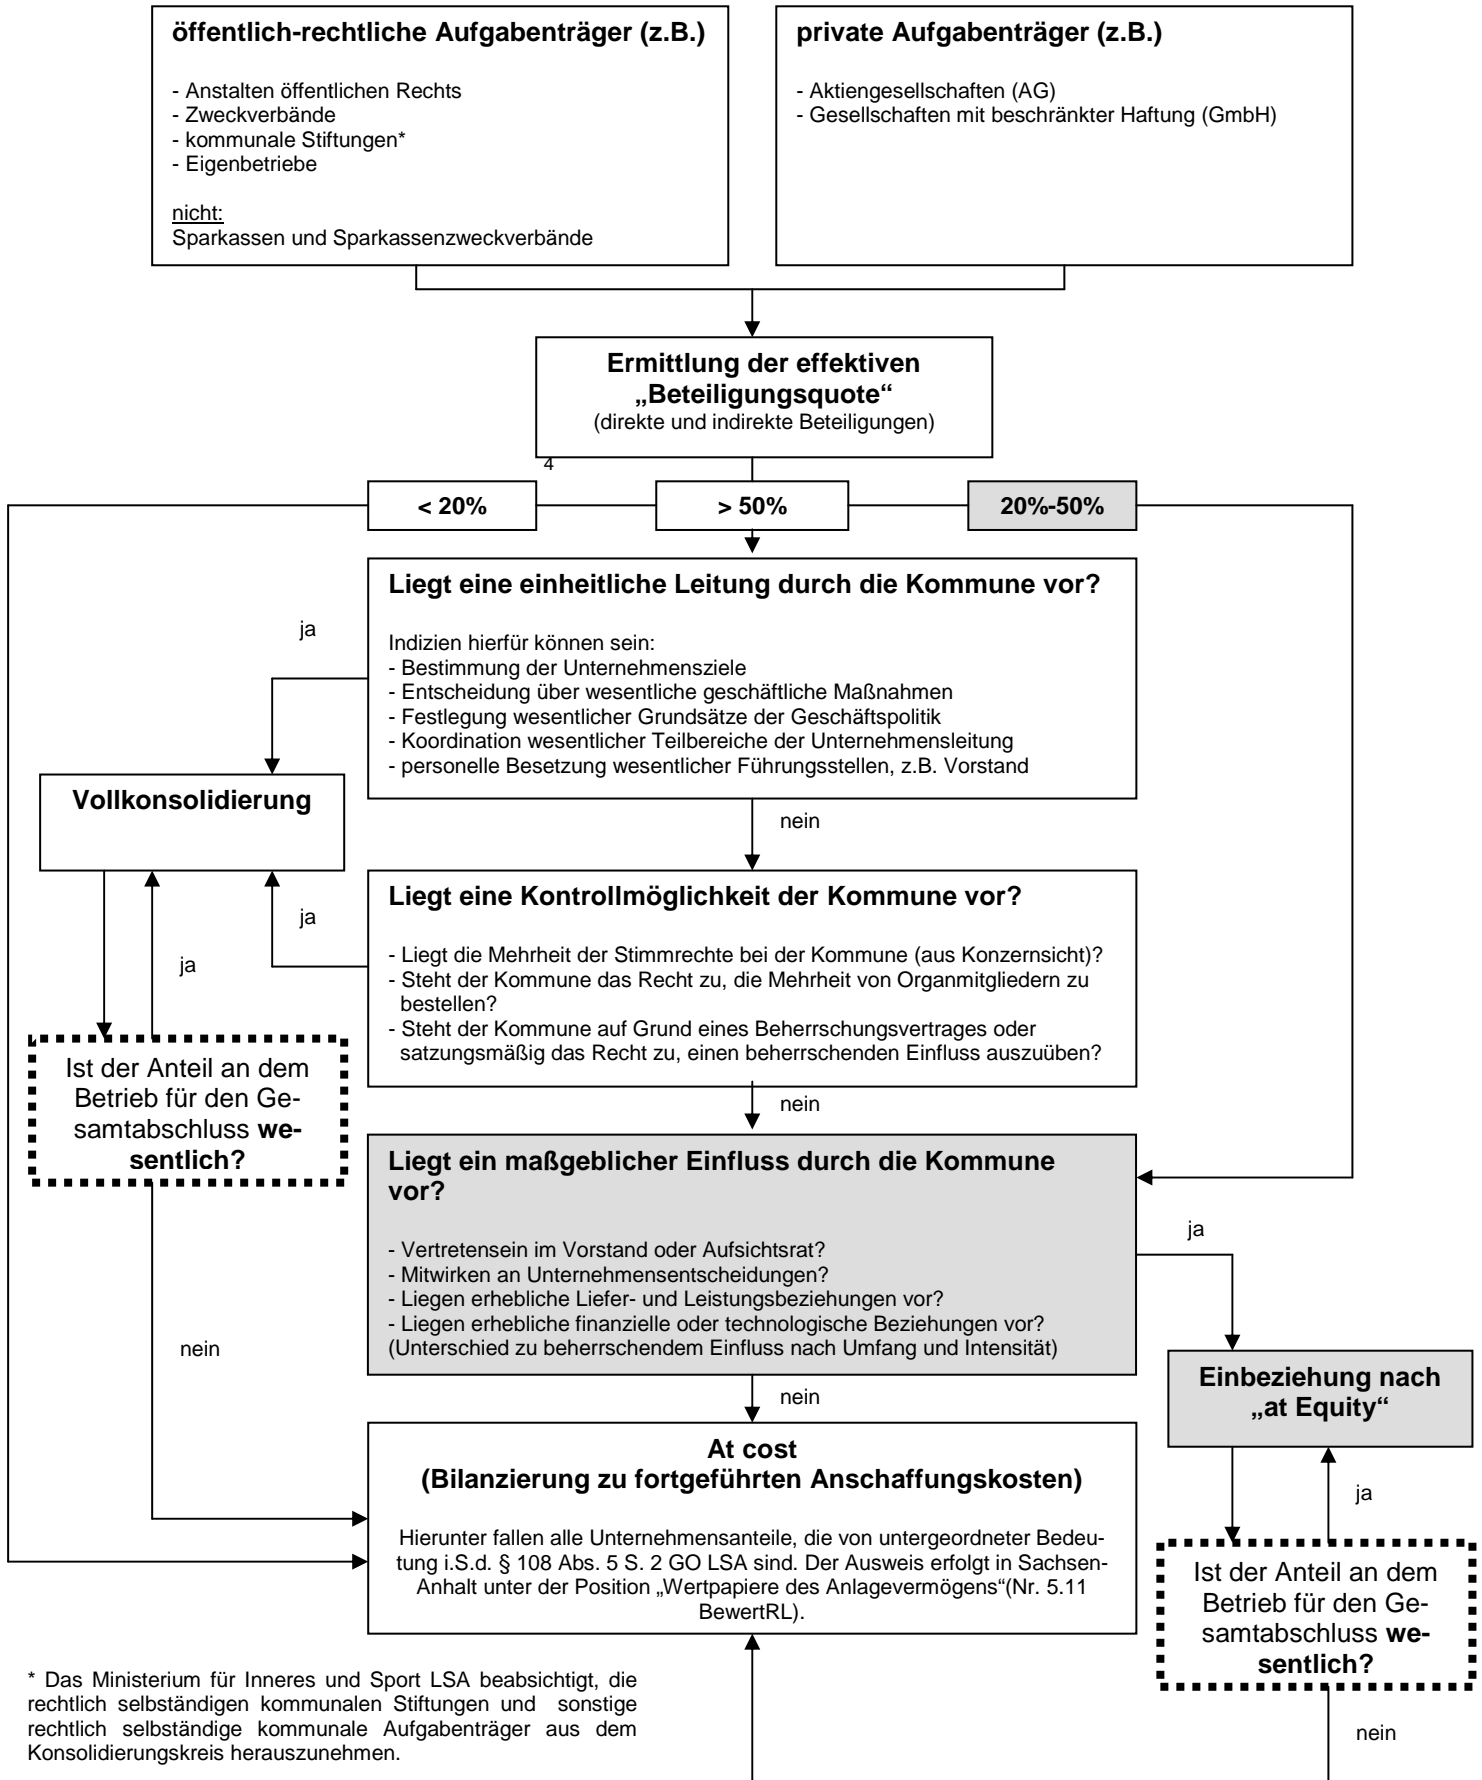 öffentlich-rechtliche Aufgabenträger (z.B.)
- Anstalten öffentlichen Rechts
- Zweckverbände
- kommunale Stiftungen*
- Eigenbetriebe
nicht:
Sparkassen und Sparkassenzweckverbände
private Aufgabenträger (z.B.)
- Aktiengesellschaften (AG)
- Gesellschaften mit beschränkter Haftung (GmbH)
Ermittlung der effektiven
„Beteiligungsquote“
(direkte und indirekte Beteiligungen)
4
< 20%
> 50%
20%-50%
Liegt eine einheitliche Leitung durch die Kommune vor?
Indizien hierfür können sein:
- Bestimmung der Unternehmensziele
- Entscheidung über wesentliche geschäftliche Maßnahmen
- Festlegung wesentlicher Grundsätze der Geschäftspolitik
- Koordination wesentlicher Teilbereiche der Unternehmensleitung
- personelle Besetzung wesentlicher Führungsstellen, z.B. Vorstand
ja
Vollkonsolidierung
nein
Liegt eine Kontrollmöglichkeit der Kommune vor?
- Liegt die Mehrheit der Stimmrechte bei der Kommune (aus Konzernsicht)?
- Steht der Kommune das Recht zu, die Mehrheit von Organmitgliedern zu
bestellen?
- Steht der Kommune auf Grund eines Beherrschungsvertrages oder
satzungsmäßig das Recht zu, einen beherrschenden Einfluss auszuüben?
ja
ja
Ist der Anteil an dem
Betrieb für den Ge-
samtabschluss we-
sentlich?
nein
Liegt ein maßgeblicher Einfluss durch die Kommune
vor?
- Vertretensein im Vorstand oder Aufsichtsrat?
- Mitwirken an Unternehmensentscheidungen?
- Liegen erhebliche Liefer- und Leistungsbeziehungen vor?
- Liegen erhebliche finanzielle oder technologische Beziehungen vor?
(Unterschied zu beherrschendem Einfluss nach Umfang und Intensität)
ja
nein
nein
Einbeziehung nach
„at Equity“
At cost
(Bilanzierung zu fortgeführten Anschaffungskosten)
Hierunter fallen alle Unternehmensanteile, die von untergeordneter Bedeu-
tung i.S.d. § 108 Abs. 5 S. 2 GO LSA sind. Der Ausweis erfolgt in Sachsen-
Anhalt unter der Position „Wertpapiere des Anlagevermögens“(Nr. 5.11
BewertRL).
ja
Ist der Anteil an dem
Betrieb für den Ge-
samtabschluss we-
sentlich?
nein
* Das Ministerium für Inneres und Sport LSA beabsichtigt, die
rechtlich selbständigen kommunalen Stiftungen und sonstige
rechtlich selbständige kommunale Aufgabenträger aus dem
Konsolidierungskreis herauszunehmen.